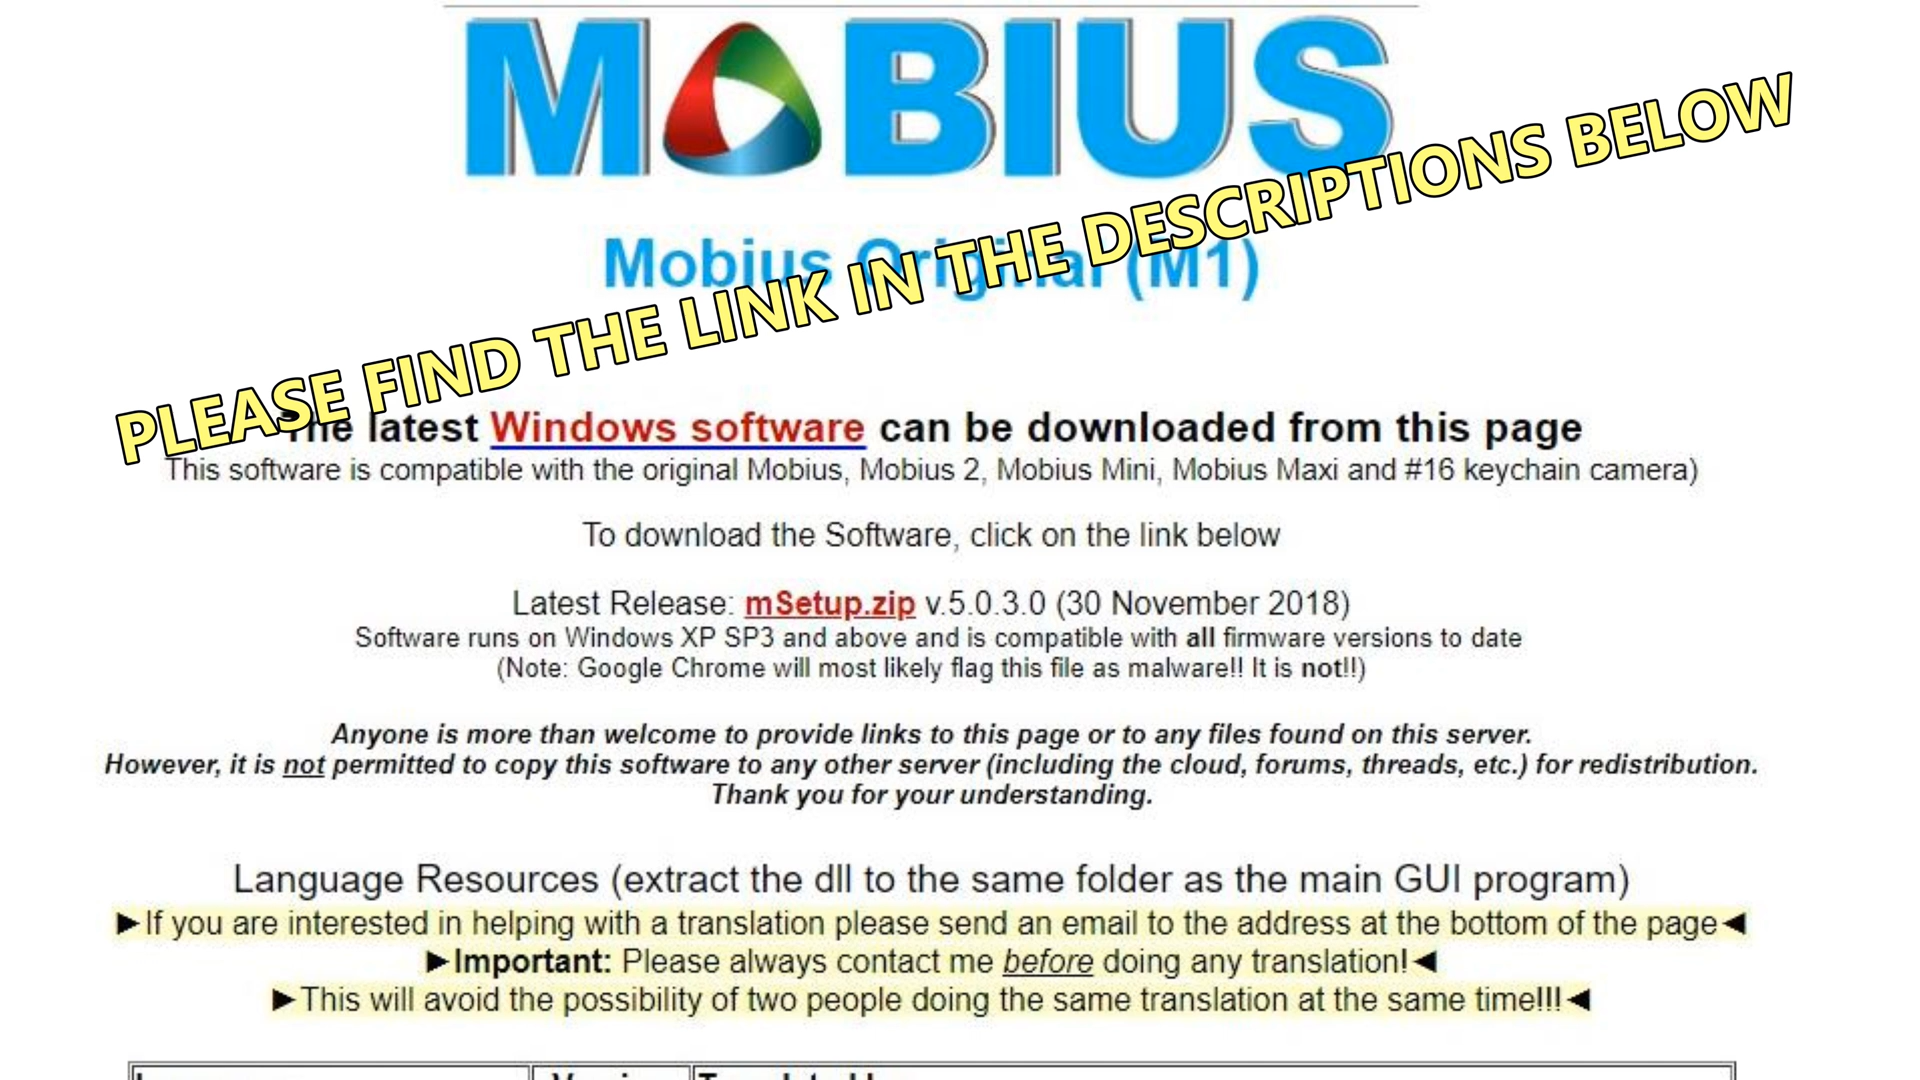 MOBIUS
Mobius Original (M1)
PLEASE FIND THE LINK IN THE DESCRIPTIONS BELOW
The latest Windows software can be downloaded from this page
This software is compatible with the original Mobius, Mobius 2, Mobius Mini, Mobius Maxi and #16 keychain camera)
To download the Software, click on the link below
Latest Release: mSetup.zip v.5.0.3.0 (30 November 2018)
Software runs on Windows XP SP3 and above and is compatible with all firmware versions to date
(Note: Google Chrome will most likely flag this file as malware!! It is not!!)
Anyone is more than welcome to provide links to this page or to any files found on this server.
However, it is not permitted to copy this software to any other server (including the cloud, forums, threads, etc.) for redistribution.
Thank you for your understanding.
Language Resources (extract the dll to the same folder as the main GUI program)
►If you are interested in helping with a translation please send an email to the address at the bottom of the page◄
►Important: Please always contact me before doing any translation!◄
►This will avoid the possibility of two people doing the same translation at the same time!!!◄